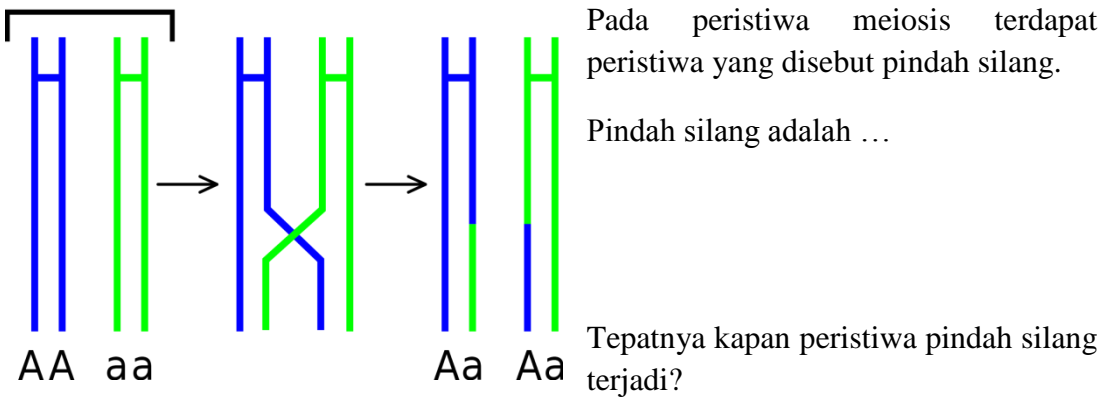 Pada peristiwa meiosis terdapat
peristiwa yang disebut pindah silang.
Pindah silang adalah …
Tepatnya kapan peristiwa pindah silang
terjadi?
AA aa Aa Aa